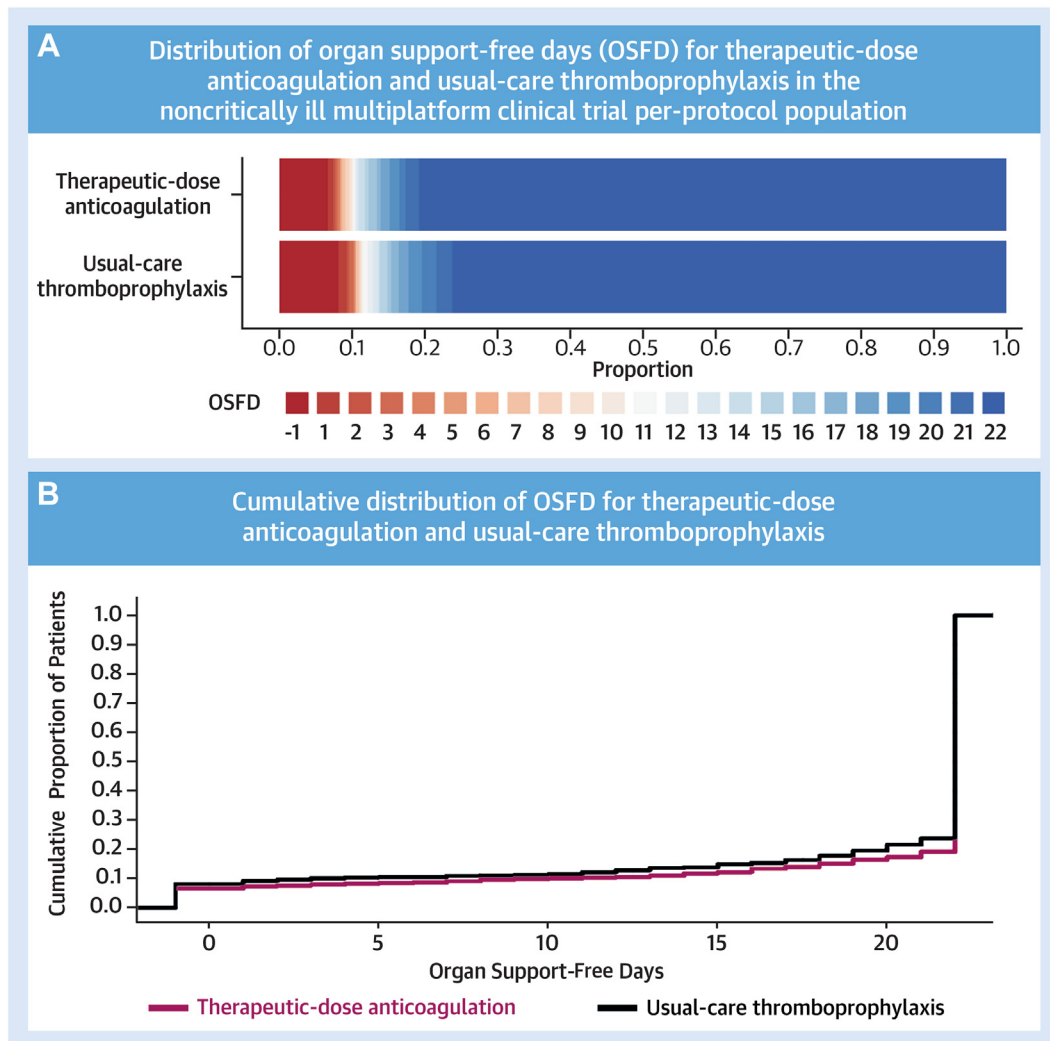 A
Distribution of organ support-free days (OSFD) for therapeutic-dose
anticoagulation and usual-care thromboprophylaxis in the
noncritically ill multiplatform clinical trial per-protocol population
Therapeutic-dose
anticoagulation
Usual-care
thromboprophylaxis
0.0 0.1 0.2 0.3 0.4 0.5 0.6 0.7 0.8 0.9 1.0
Proportion
OSFD
-1 1 2 3 4 5 6 7 8 9 10 11 12 13 14 15 16 17 18 19 20 21 22
B
Cumulative distribution of OSFD for therapeutic-dose
anticoagulation and usual-care thromboprophylaxis
Cumulative Proportion of Patients
1.0
0.9
0.8
0.7
0.6
0.5
0.4
0.3
0.2
0.1
0.0
0 5 10 15 20
Organ Support-Free Days
Therapeutic-dose anticoagulation Usual-care thromboprophylaxis